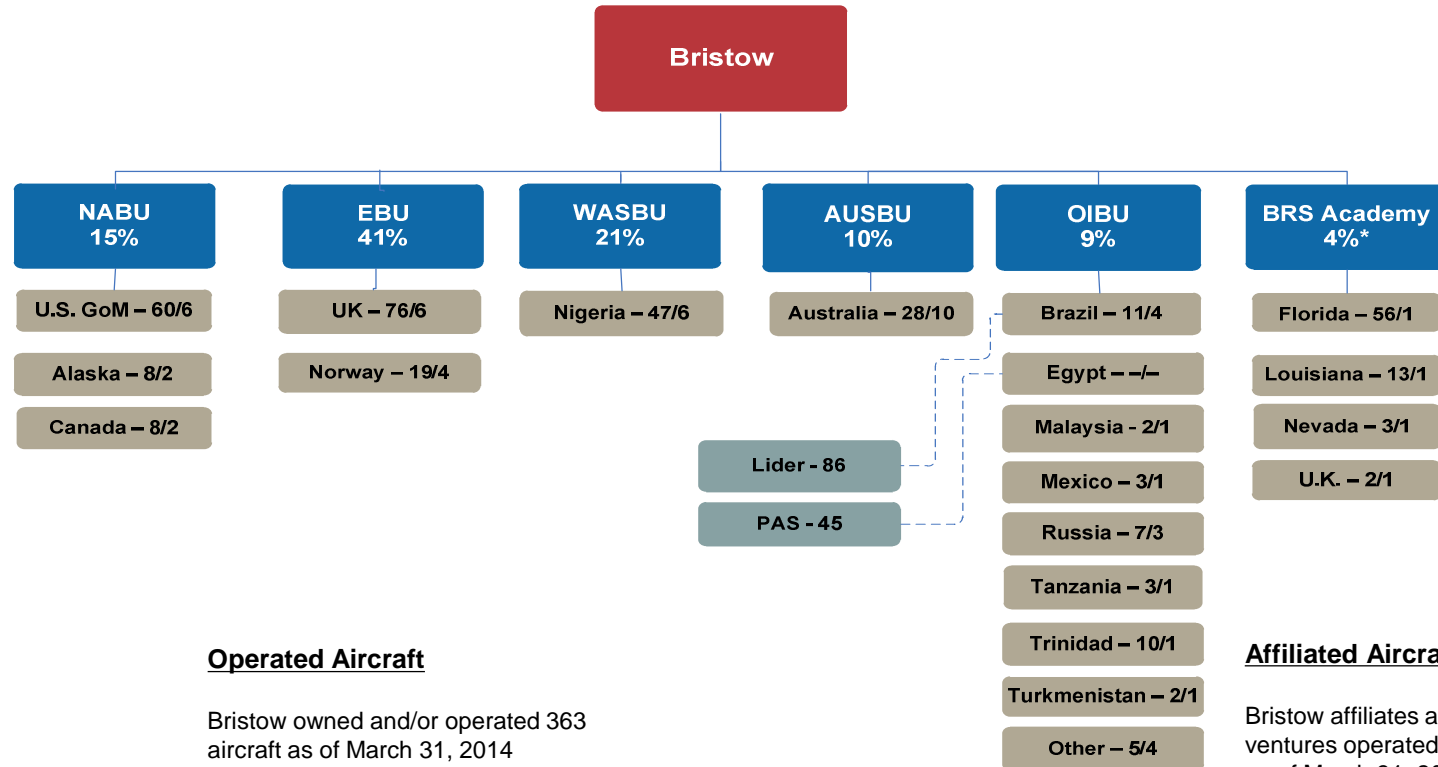 Bristow
NABU
15%
EBU
41%
WASBU
21%
AUSBU
10%
OIBU
9%
BRS Academy
4%*
U.S. GoM – 60/6
Alaska – 8/2
Canada – 8/2
UK – 76/6
Norway – 19/4
Nigeria – 47/6
Australia – 28/10
Brazil – 11/4
Egypt – –/–
Malaysia - 2/1
Mexico – 3/1
Russia – 7/3
Tanzania – 3/1
Trinidad – 10/1
Turkmenistan – 2/1
Other – 5/4
Florida – 56/1
Louisiana – 13/1
Nevada – 3/1
U.K. – 2/1
Lider - 86
PAS - 45
Operated Aircraft
Bristow owned and/or operated 363
aircraft as of March 31, 2014
Affiliated
Bristow affiliates
ventures operated